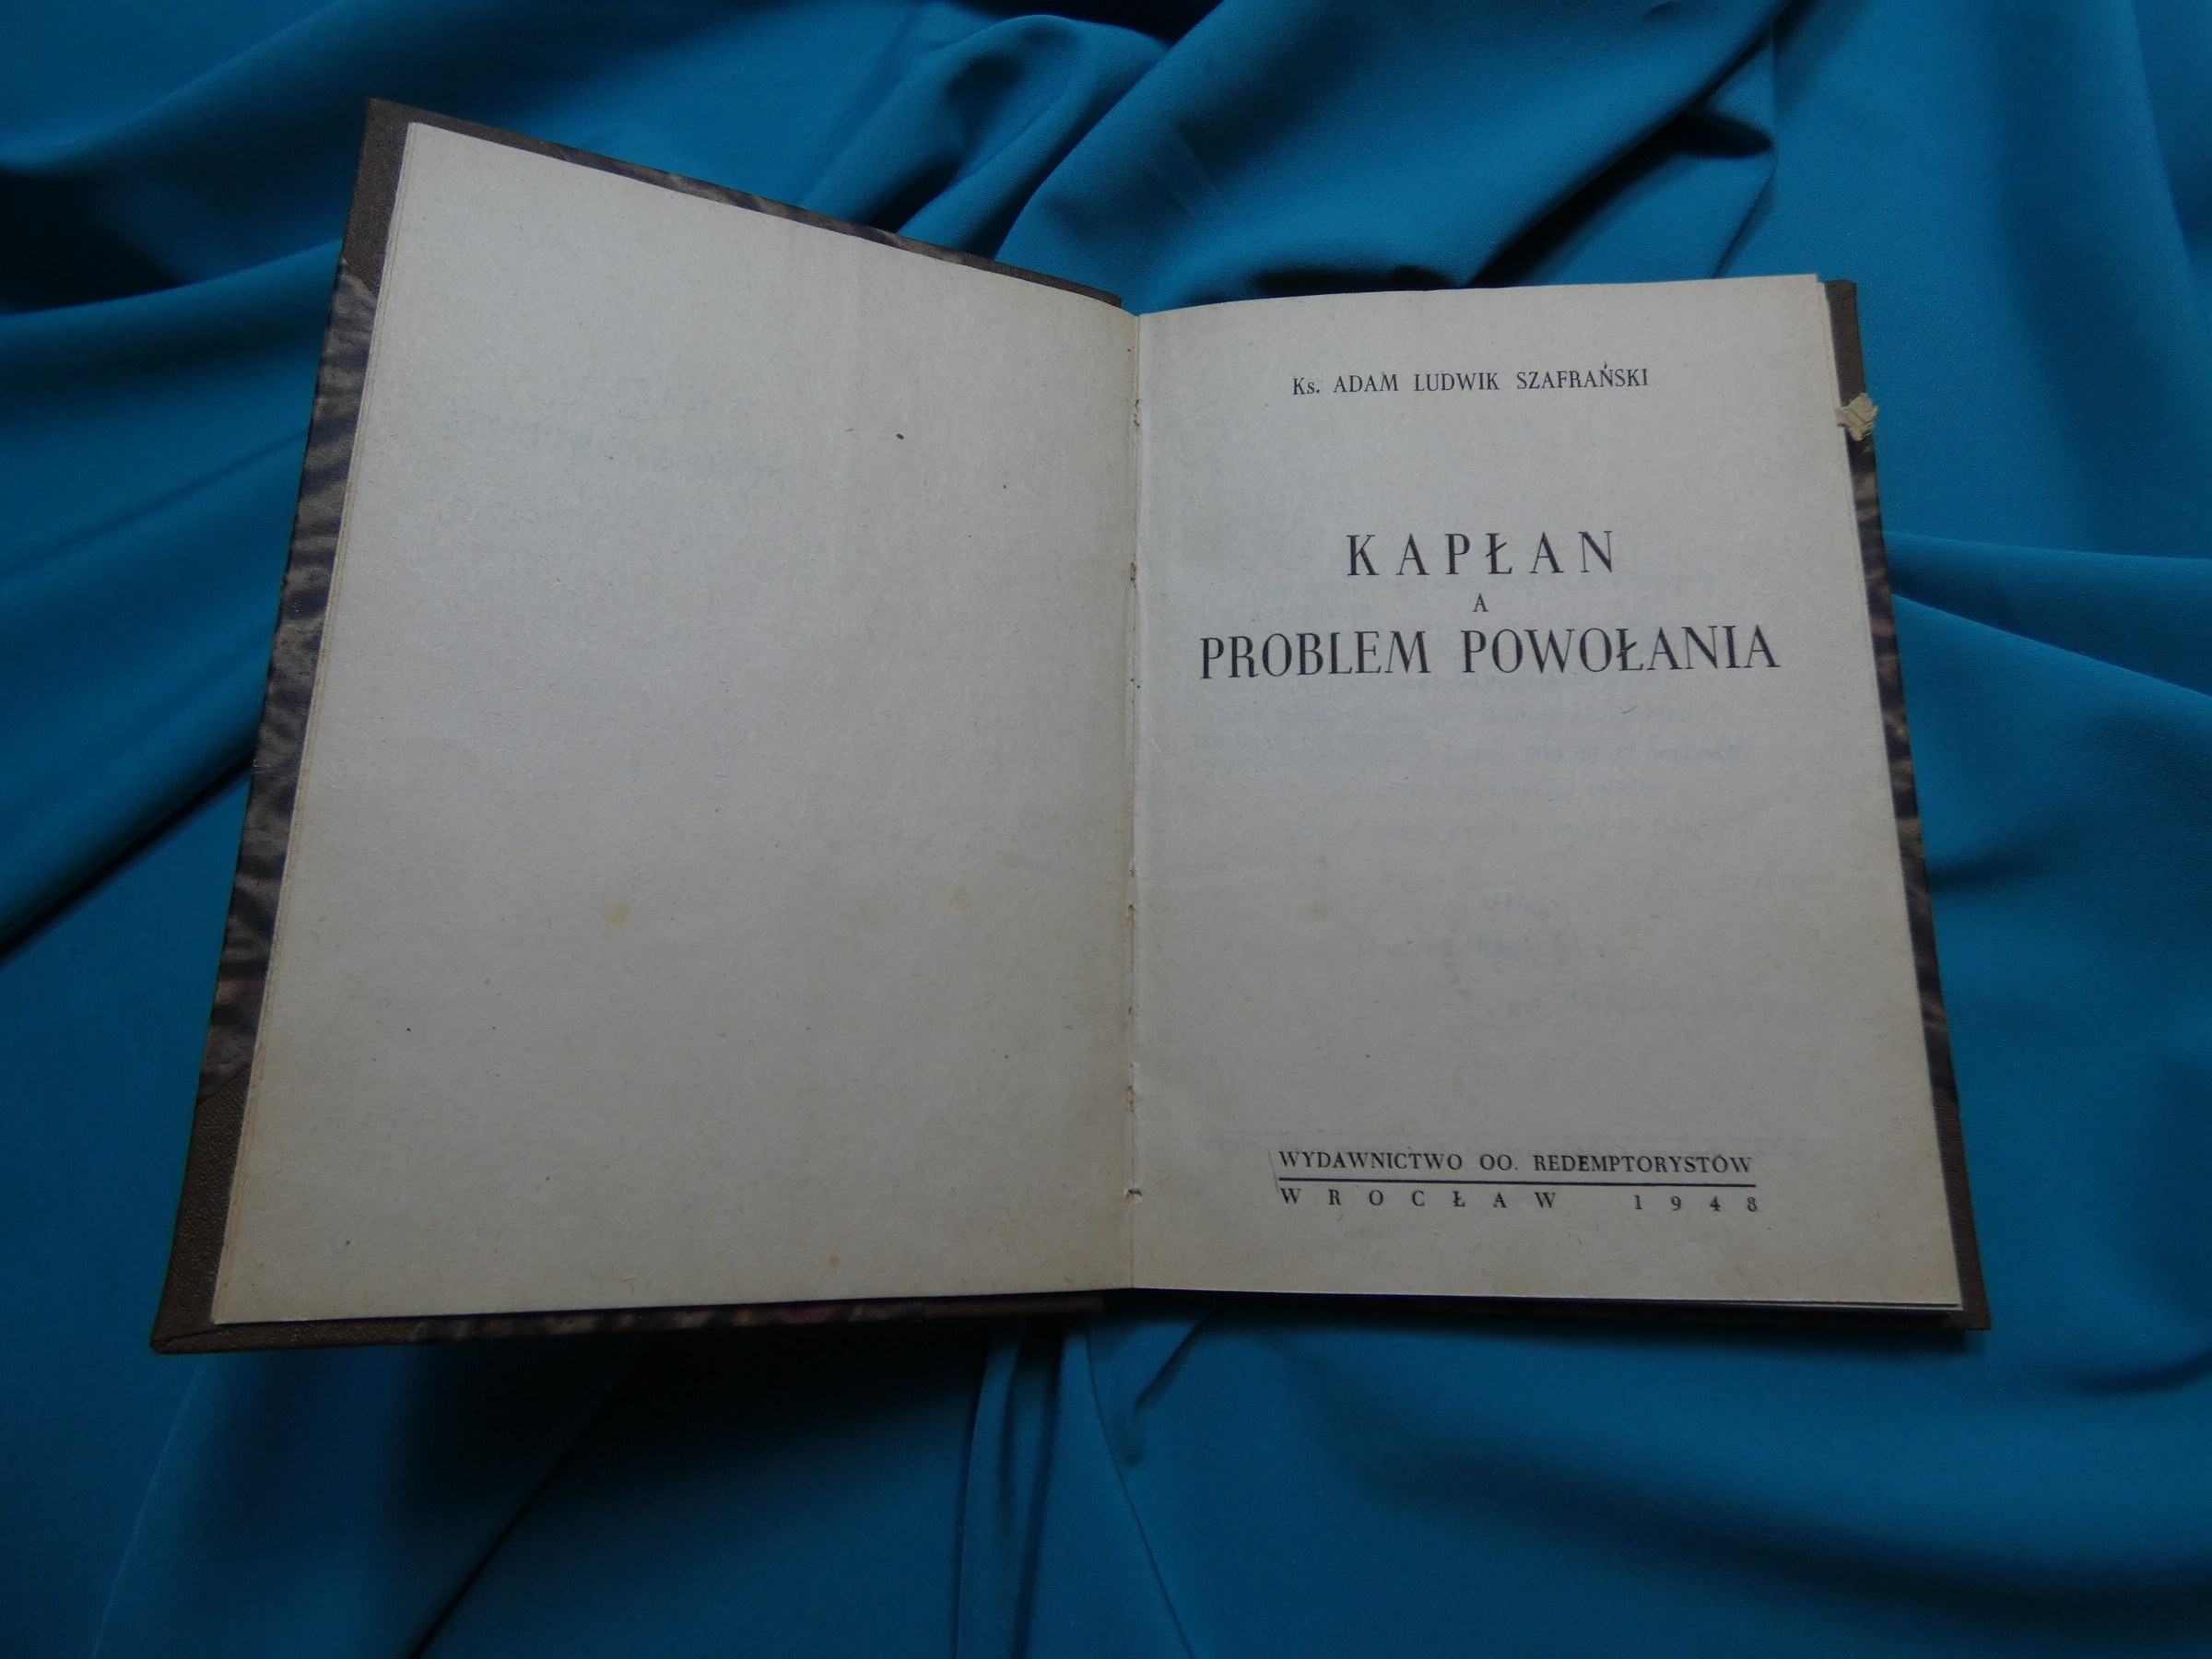 Ks. ADAM LUDWIK SZAFRAŃSKI
KAPŁAN
A
PROBLEM POWOŁANIA
WYDAWNICTWO OO. REDEMPTORYSTÓW
WROCŁAW 1948